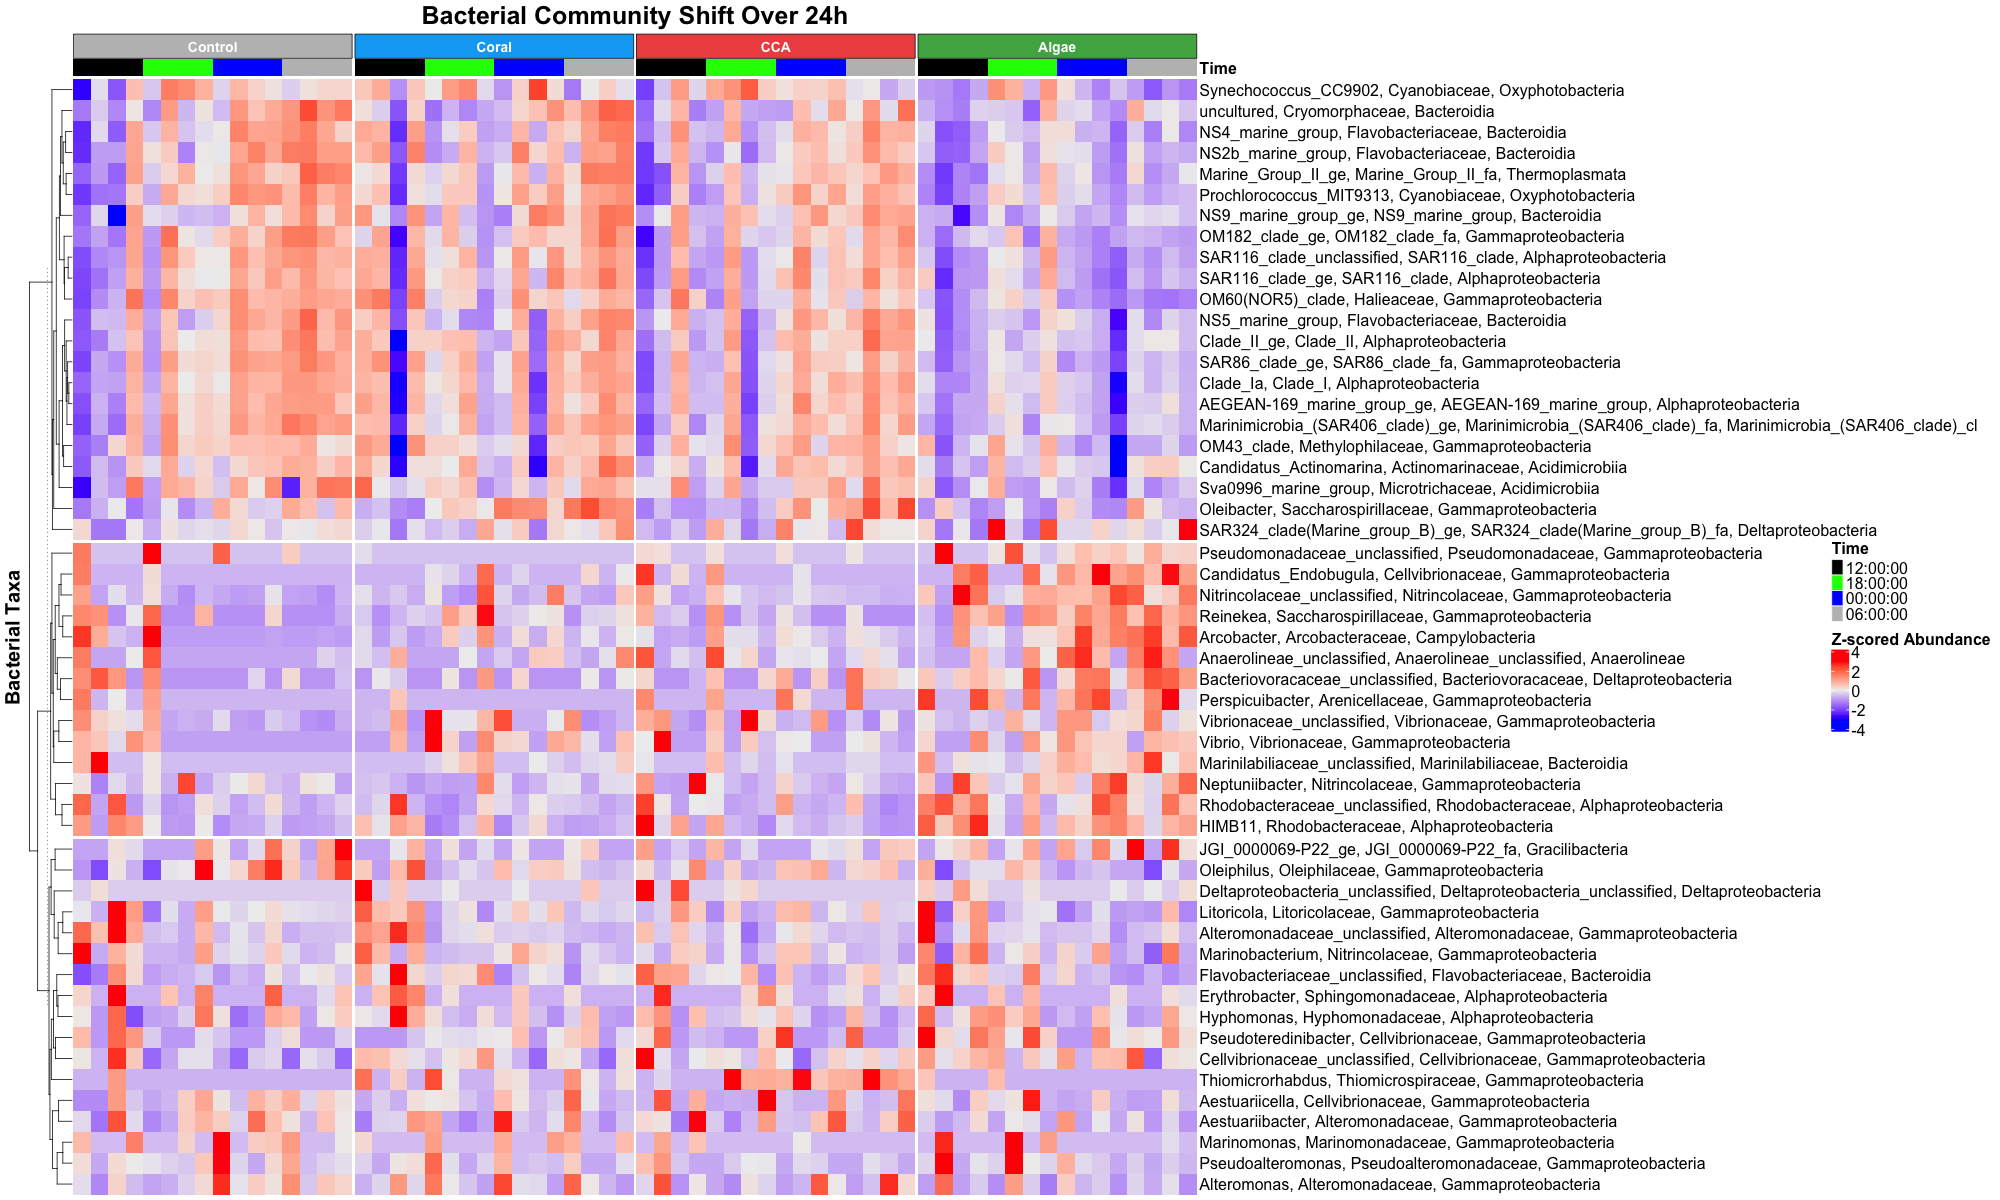 Bacterial Community Shift Over 24h
Control
Coral
CCA
Algae
Time
Synechococcus_CC9902, Cyanobiaceae, Oxyphotobacteria
uncultured, Cryomorphaceae, Bacteroidia
NS4_marine_group, Flavobacteriaceae, Bacteroidia
NS2b_marine_group, Flavobacteriaceae, Bacteroidia
Marine_Group_II_ge, Marine_Group_II_fa, Thermoplasmata
Prochlorococcus_MIT9313, Cyanobiaceae, Oxyphotobacteria
NS9_marine_group_ge, NS9_marine_group, Bacteroidia
OM182_clade_ge, OM182_clade_fa, Gammaproteobacteria
SAR116_clade_unclassified, SAR116_clade, Alphaproteobacteria
SAR116_clade_ge, SAR116_clade, Alphaproteobacteria
OM60(NOR5)_clade, Halieaceae, Gammaproteobacteria
NS5_marine_group, Flavobacteriaceae, Bacteroidia
Clade_II_ge, Clade_II, Alphaproteobacteria
SAR86_clade_ge, SAR86_clade_fa, Gammaproteobacteria
Clade_Ia, Clade_I, Alphaproteobacteria
AEGEAN-169_marine_group_ge, AEGEAN-169_marine_group, Alphaproteobacteria
Marinimicrobia_(SAR406_clade)_ge, Marinimicrobia_(SAR406_clade)_fa, Marinimicrobia_(SAR406_clade)_cl
OM43_clade, Methylophilaceae, Gammaproteobacteria
Candidatus_Actinomarina, Actinomarinaceae, Acidimicrobiia
Sva0996_marine_group, Microtrichaceae, Acidimicrobiia
Oleibacter, Saccharospirillaceae, Gammaproteobacteria
SAR324_clade(Marine_group_B)_ge, SAR324_clade(Marine_group_B)_fa, Deltaproteobacteria
Pseudomonadaceae_unclassified, Pseudomonadaceae, Gammaproteobacteria
Candidatus_Endobugula, Cellvibrionaceae, Gammaproteobacteria
Nitrincolaceae_unclassified, Nitrincolaceae, Gammaproteobacteria
Reinekea, Saccharospirillaceae, Gammaproteobacteria
Arcobacter, Arcobacteraceae, Campylobacteria
Anaerolineae_unclassified, Anaerolineae_unclassified, Anaerolineae
Bacteriovoracaceae_unclassified, Bacteriovoracaceae, Deltaproteobacteria
Perspicuibacter, Arenicellaceae, Gammaproteobacteria
Vibrionaceae_unclassified, Vibrionaceae, Gammaproteobacteria
Vibrio, Vibrionaceae, Gammaproteobacteria
Marinilabiliaceae_unclassified, Marinilabiliaceae, Bacteroidia
Neptuniibacter, Nitrincolaceae, Gammaproteobacteria
Rhodobacteraceae_unclassified, Rhodobacteraceae, Alphaproteobacteria
HIMB11, Rhodobacteraceae, Alphaproteobacteria
JGI_0000069-P22_ge, JGI_0000069-P22_fa, Gracilibacteria
Oleiphilus, Oleiphilaceae, Gammaproteobacteria
Deltaproteobacteria_unclassified, Deltaproteobacteria_unclassified, Deltaproteobacteria
Litoricola, Litoricolaceae, Gammaproteobacteria
Alteromonadaceae_unclassified, Alteromonadaceae, Gammaproteobacteria
Marinobacterium, Nitrincolaceae, Gammaproteobacteria
Flavobacteriaceae_unclassified, Flavobacteriaceae, Bacteroidia
Erythrobacter, Sphingomonadaceae, Alphaproteobacteria
Hyphomonas, Hyphomonadaceae, Alphaproteobacteria
Pseudoteredinibacter, Cellvibrionaceae, Gammaproteobacteria
Cellvibrionaceae_unclassified, Cellvibrionaceae, Gammaproteobacteria
Thiomicrorhabdus, Thiomicrospiraceae, Gammaproteobacteria
Aestuariicella, Cellvibrionaceae, Gammaproteobacteria
Aestuariibacter, Alteromonadaceae, Gammaproteobacteria
Marinomonas, Marinomonadaceae, Gammaproteobacteria
Pseudoalteromonas, Pseudoalteromonadaceae, Gammaproteobacteria
Alteromonas, Alteromonadaceae, Gammaproteobacteria
Bacterial Taxa
Time
12:00:00
18:00:00
00:00:00
06:00:00
Z-scored Abundance
4
2
0
-2
-4